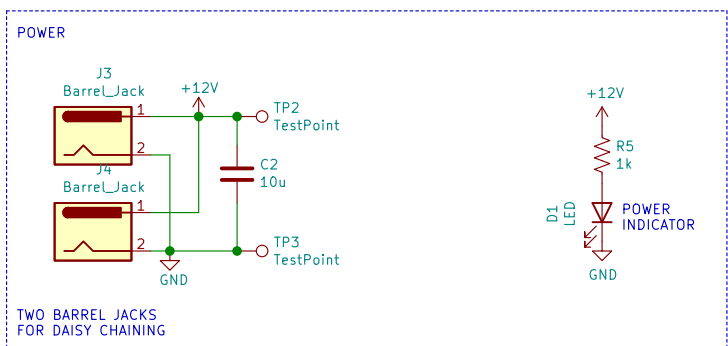 POWER
J3
Barrel_Jack
1
2
J4
Barrel_Jack
1
2
+12V
TP2
TestPoint
C2
10u
TP3
TestPoint
GND
+12V
R5
1k
D1
LED
POWER
INDICATOR
GND
TWO BARREL JACKS
FOR DAISY CHAINING